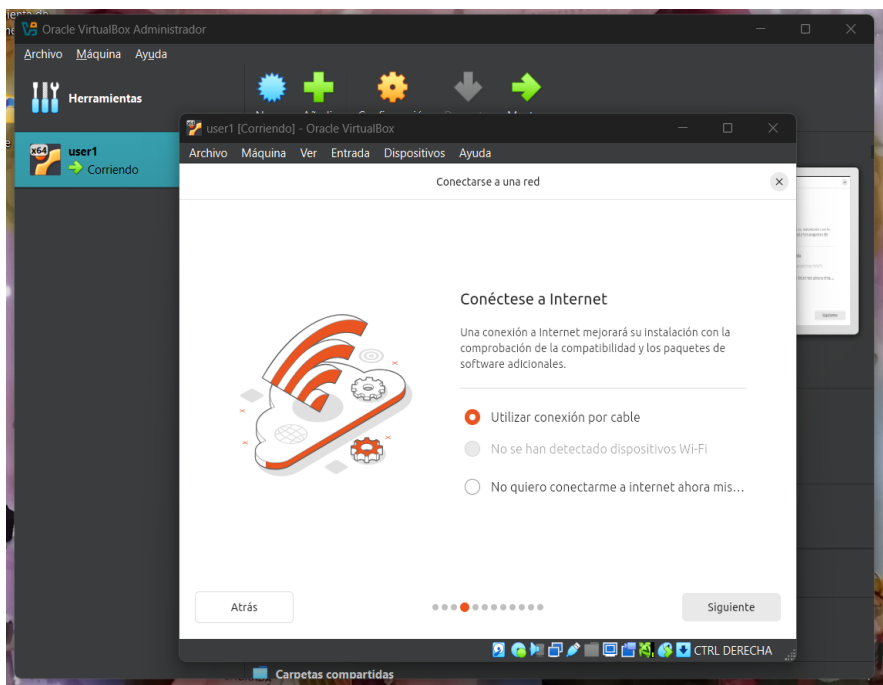 Oracle VirtualBox Administrador
Archivo Máquina Ayuda
Herramientas
user1 [Corriendo] - Oracle VirtualBox
x64
user1
Corriendo
Archivo Máquina Ver Entrada Dispositivos Ayuda
Conectarse a una red
Conéctese a Internet
Una conexión a Internet mejorará su instalación con la
comprobación de la compatibilidad y los paquetes de
software adicionales.
Utilizar conexión por cable
No se han detectado dispositivos Wi-Fi
No quiero conectarme a internet ahora mis...
Atrás
Siguiente
CTRL DERECHA
Carpetas compartidas